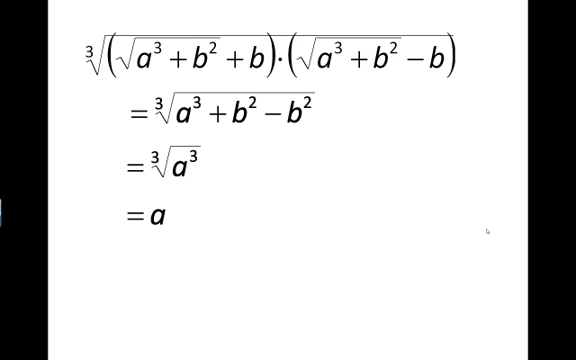 ∛((√(a³ + b²) + b)·(√(a³ + b²) − b))
= ∛(a³ + b² − b²)
= ∛(a³)
= a